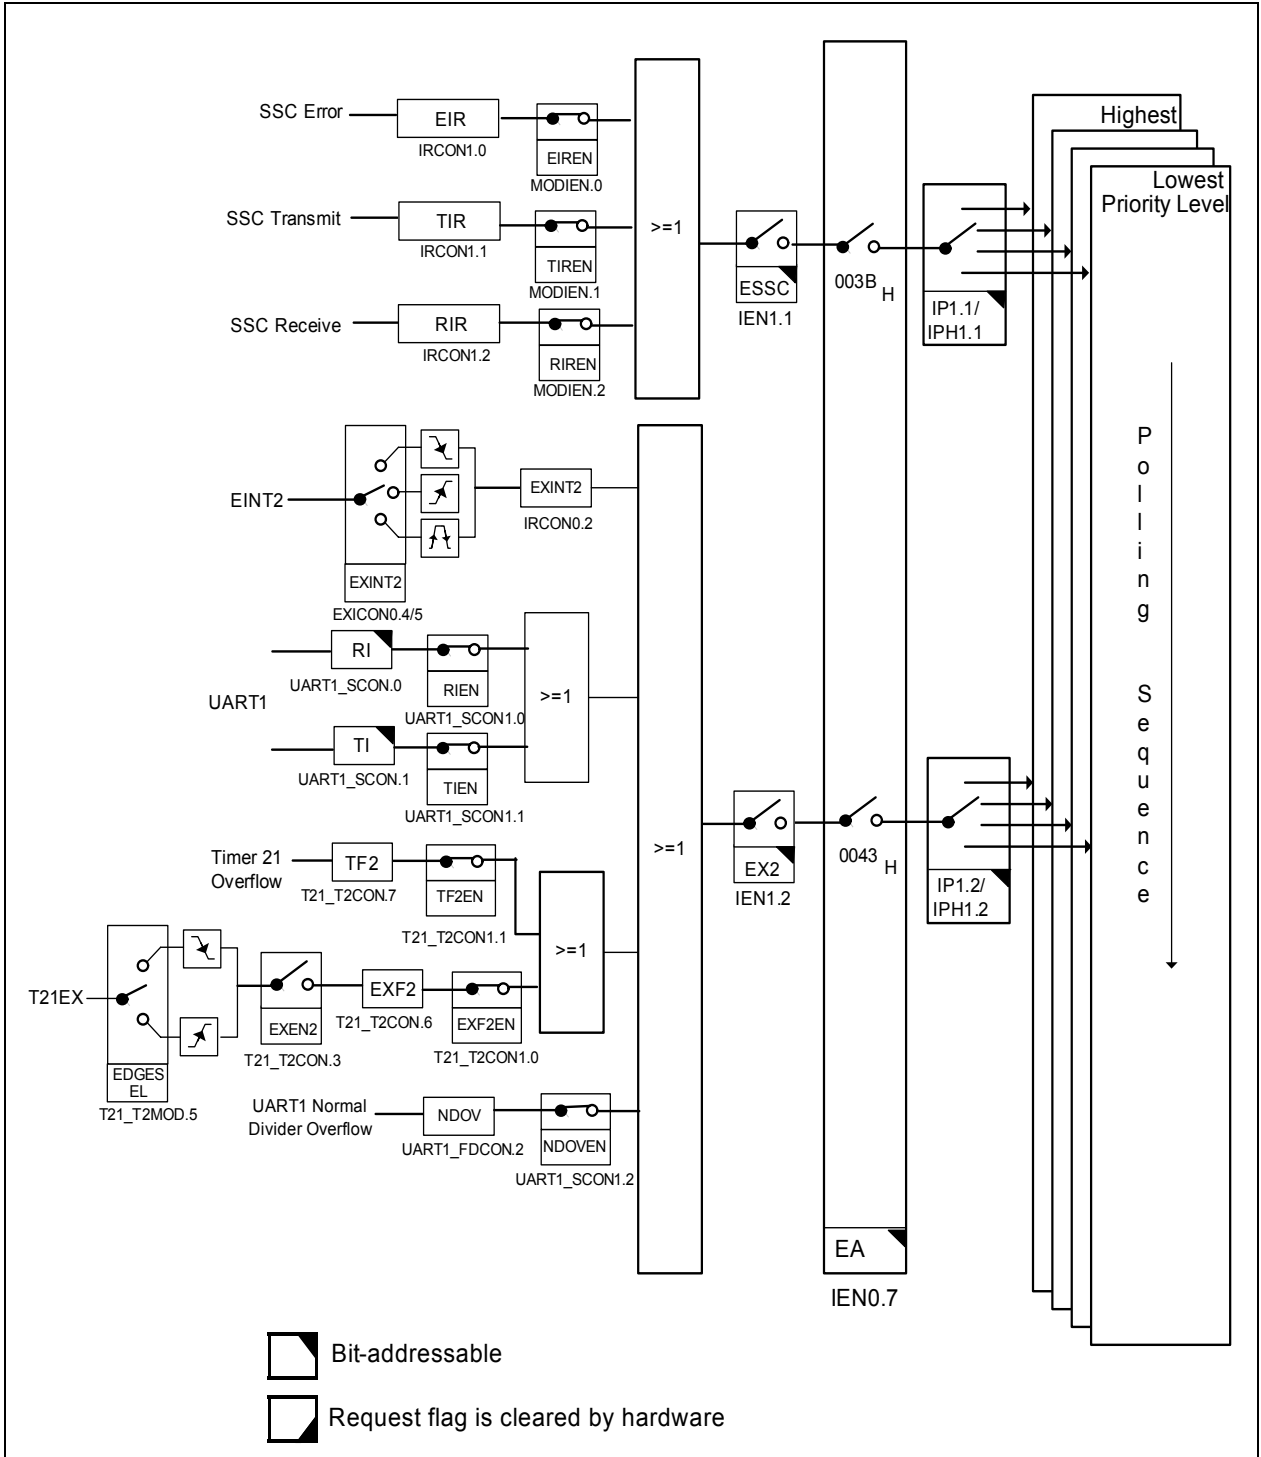 SSC Error
EIR
IRCON1.0
EIREN
MODIEN.0
SSC Transmit
TIR
IRCON1.1
TIREN
MODIEN.1
SSC Receive
RIR
IRCON1.2
RIREN
MODIEN.2
>=1
ESSC
IEN1.1
003B H
IP1.1/
IPH1.1
Highest
Lowest
Priority Level
Polling Sequence
EINT2
EXINT2
EXICON0.4/5
EXINT2
IRCON0.2
UART1
RI
UART1_SCON.0
RIEN
UART1_SCON1.0
TI
UART1_SCON.1
TIEN
UART1_SCON1.1
>=1
Timer 21
Overflow
TF2
T21_T2CON.7
TF2EN
T21_T2CON1.1
T21EX
EDGES
EL
T21_T2MOD.5
EXEN2
T21_T2CON.3
EXF2
T21_T2CON.6
EXF2EN
T21_T2CON1.0
>=1
UART1 Normal
Divider Overflow
NDOV
UART1_FDCON.2
NDOVEN
UART1_SCON1.2
>=1
EX2
IEN1.2
0043 H
IP1.2/
IPH1.2
EA
IEN0.7
Bit-addressable
Request flag is cleared by hardware